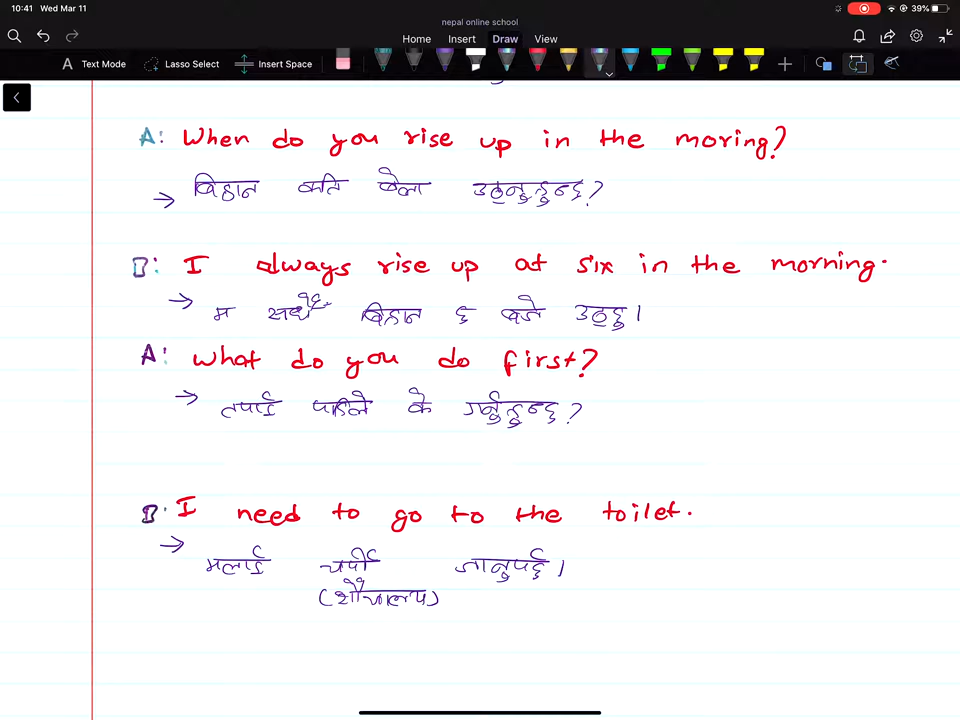 10:41 Wed Mar 11
nepal online school
39%
Home Insert Draw View
Text Mode Lasso Select Insert Space
A: When do you rise up in the moring?
→ बिहान कति बेला उठ्नुहुन्छ?
B: I always rise up at six in the morning.
→ म सधैं बिहान ६ बजे उठ्छु।
A: What do you do first?
→ तपाई पहिले के गर्नुहुन्छ?
B: I need to go to the toilet.
→ मलाई चर्पी जानुपर्छ।
(शौचालय)